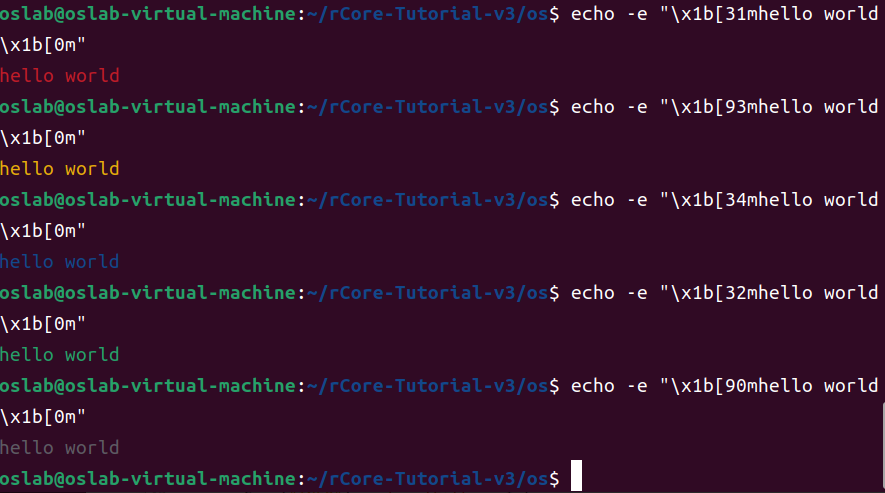 oslab@oslab-virtual-machine:~/rCore-Tutorial-v3/os$ echo -e "\x1b[31mhello world
\x1b[0m"
hello world
oslab@oslab-virtual-machine:~/rCore-Tutorial-v3/os$ echo -e "\x1b[93mhello world
\x1b[0m"
hello world
oslab@oslab-virtual-machine:~/rCore-Tutorial-v3/os$ echo -e "\x1b[34mhello world
\x1b[0m"
hello world
oslab@oslab-virtual-machine:~/rCore-Tutorial-v3/os$ echo -e "\x1b[32mhello world
\x1b[0m"
hello world
oslab@oslab-virtual-machine:~/rCore-Tutorial-v3/os$ echo -e "\x1b[90mhello world
\x1b[0m"
hello world
oslab@oslab-virtual-machine:~/rCore-Tutorial-v3/os$